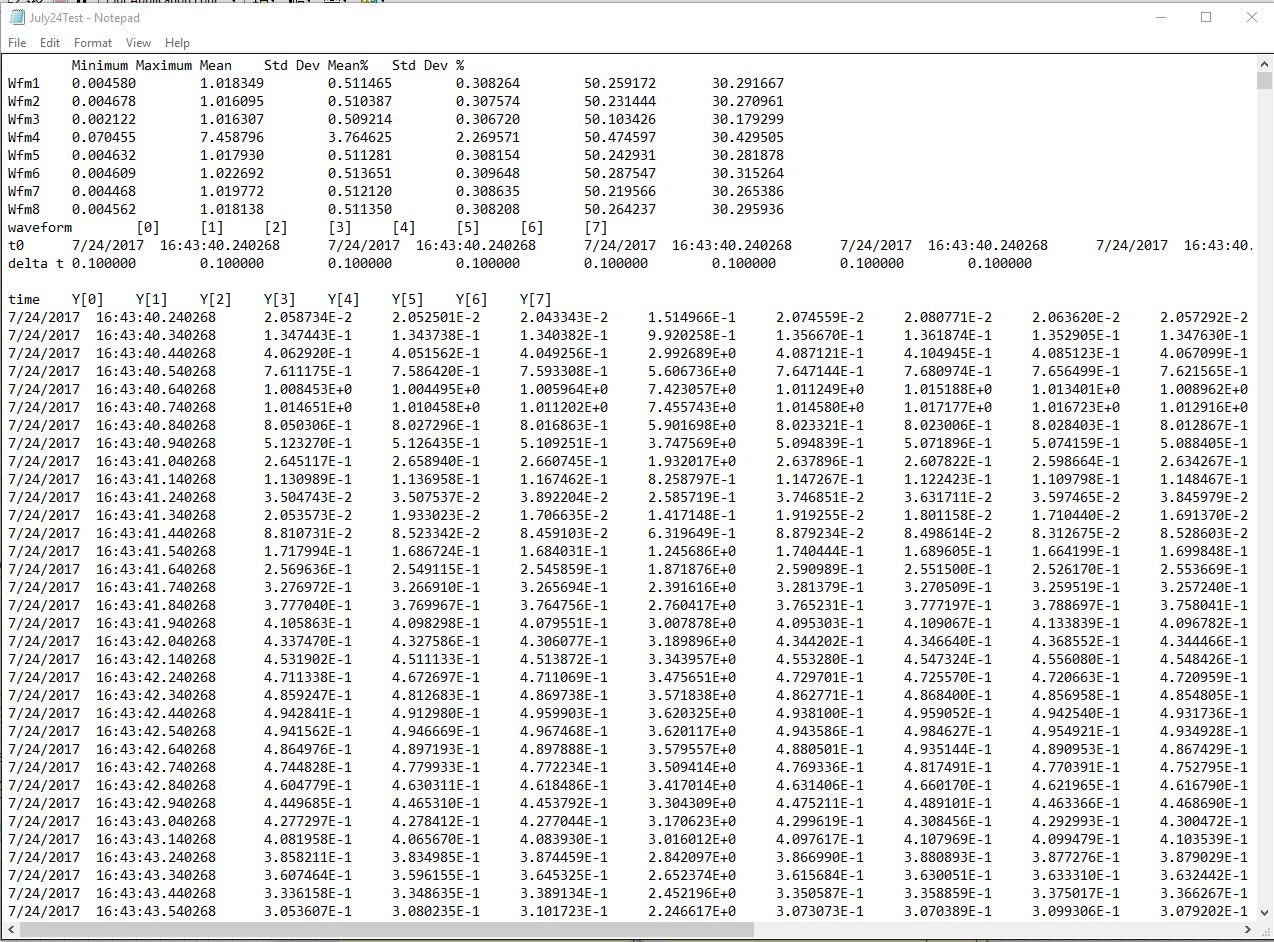 July24Test - Notepad
File Edit Format View Help
Minimum Maximum Mean Std Dev Mean% Std Dev %
Wfm1 0.004580 1.018349 0.511465 0.308264 50.259172 30.291667
Wfm2 0.004678 1.016095 0.510387 0.307574 50.231444 30.270961
Wfm3 0.002122 1.016307 0.509214 0.306720 50.103426 30.179299
Wfm4 0.070455 7.458796 3.764625 2.269571 50.474597 30.429505
Wfm5 0.004632 1.017930 0.511281 0.308154 50.242931 30.281878
Wfm6 0.004609 1.022692 0.513651 0.309648 50.287547 30.315264
Wfm7 0.004468 1.019772 0.512120 0.308635 50.219566 30.265386
Wfm8 0.004562 1.018138 0.511350 0.308208 50.264237 30.295936
waveform [0] [1] [2] [3] [4] [5] [6] [7]
t0 7/24/2017 16:43:40.240268 7/24/2017 16:43:40.240268 7/24/2017 16:43:40.240268 7/24/2017 16:43:40.240268 7/24/2017 16:43:40.
delta t 0.100000 0.100000 0.100000 0.100000 0.100000 0.100000 0.100000 0.100000
time Y[0] Y[1] Y[2] Y[3] Y[4] Y[5] Y[6] Y[7]
7/24/2017 16:43:40.240268 2.058734E-2 2.052501E-2 2.043343E-2 1.514966E-1 2.074559E-2 2.080771E-2 2.063620E-2 2.057292E-2
7/24/2017 16:43:40.340268 1.347443E-1 1.343738E-1 1.340382E-1 9.920258E-1 1.356670E-1 1.361874E-1 1.352905E-1 1.347630E-1
7/24/2017 16:43:40.440268 4.062920E-1 4.051562E-1 4.049256E-1 2.992689E+0 4.087121E-1 4.104945E-1 4.085123E-1 4.067099E-1
7/24/2017 16:43:40.540268 7.611175E-1 7.586420E-1 7.593308E-1 5.606736E+0 7.647144E-1 7.680974E-1 7.656499E-1 7.621565E-1
7/24/2017 16:43:40.640268 1.008453E+0 1.004495E+0 1.005964E+0 7.423057E+0 1.011249E+0 1.015188E+0 1.013401E+0 1.008962E+0
7/24/2017 16:43:40.740268 1.014651E+0 1.010458E+0 1.011202E+0 7.455743E+0 1.014580E+0 1.017177E+0 1.016723E+0 1.012916E+0
7/24/2017 16:43:40.840268 8.050306E-1 8.027296E-1 8.016863E-1 5.901698E+0 8.023321E-1 8.023006E-1 8.028403E-1 8.012867E-1
7/24/2017 16:43:40.940268 5.123270E-1 5.126435E-1 5.109251E-1 3.747569E+0 5.094839E-1 5.071896E-1 5.074159E-1 5.088405E-1
7/24/2017 16:43:41.040268 2.645117E-1 2.658940E-1 2.660745E-1 1.932017E+0 2.637896E-1 2.607822E-1 2.598664E-1 2.634267E-1
7/24/2017 16:43:41.140268 1.130989E-1 1.136958E-1 1.167462E-1 8.258797E-1 1.147267E-1 1.122423E-1 1.109798E-1 1.148467E-1
7/24/2017 16:43:41.240268 3.504743E-2 3.507537E-2 3.892204E-2 2.585719E-1 3.746851E-2 3.631711E-2 3.597465E-2 3.845979E-2
7/24/2017 16:43:41.340268 2.053573E-2 1.933023E-2 1.706635E-2 1.417148E-1 1.919255E-2 1.801158E-2 1.710440E-2 1.691370E-2
7/24/2017 16:43:41.440268 8.810731E-2 8.523342E-2 8.459103E-2 6.319649E-1 8.879234E-2 8.498614E-2 8.312675E-2 8.528603E-2
7/24/2017 16:43:41.540268 1.717994E-1 1.686724E-1 1.684031E-1 1.245686E+0 1.740444E-1 1.689605E-1 1.664199E-1 1.699848E-1
7/24/2017 16:43:41.640268 2.569636E-1 2.549115E-1 2.545859E-1 1.871876E+0 2.590989E-1 2.551500E-1 2.526170E-1 2.553669E-1
7/24/2017 16:43:41.740268 3.276972E-1 3.266910E-1 3.265694E-1 2.391616E+0 3.281379E-1 3.270509E-1 3.259519E-1 3.257240E-1
7/24/2017 16:43:41.840268 3.777040E-1 3.769967E-1 3.764756E-1 2.760417E+0 3.765231E-1 3.777197E-1 3.788697E-1 3.758041E-1
7/24/2017 16:43:41.940268 4.105863E-1 4.098298E-1 4.079551E-1 3.007878E+0 4.095303E-1 4.109067E-1 4.133839E-1 4.096782E-1
7/24/2017 16:43:42.040268 4.337470E-1 4.327586E-1 4.306077E-1 3.189896E+0 4.344202E-1 4.346640E-1 4.368552E-1 4.344466E-1
7/24/2017 16:43:42.140268 4.531902E-1 4.511133E-1 4.513872E-1 3.343957E+0 4.553280E-1 4.547324E-1 4.556080E-1 4.548426E-1
7/24/2017 16:43:42.240268 4.711338E-1 4.672697E-1 4.711069E-1 3.475651E+0 4.729701E-1 4.725570E-1 4.720663E-1 4.720959E-1
7/24/2017 16:43:42.340268 4.859247E-1 4.812683E-1 4.869738E-1 3.571838E+0 4.862771E-1 4.868400E-1 4.856958E-1 4.854805E-1
7/24/2017 16:43:42.440268 4.942841E-1 4.912980E-1 4.959903E-1 3.620325E+0 4.938100E-1 4.959052E-1 4.942540E-1 4.931736E-1
7/24/2017 16:43:42.540268 4.941562E-1 4.946669E-1 4.967468E-1 3.620117E+0 4.943586E-1 4.984627E-1 4.954921E-1 4.934928E-1
7/24/2017 16:43:42.640268 4.864976E-1 4.897193E-1 4.897888E-1 3.579557E+0 4.880501E-1 4.935144E-1 4.890953E-1 4.867429E-1
7/24/2017 16:43:42.740268 4.744828E-1 4.779933E-1 4.772234E-1 3.509414E+0 4.769336E-1 4.817491E-1 4.770391E-1 4.752795E-1
7/24/2017 16:43:42.840268 4.604779E-1 4.630311E-1 4.618486E-1 3.417014E+0 4.631406E-1 4.660170E-1 4.621965E-1 4.616790E-1
7/24/2017 16:43:42.940268 4.449685E-1 4.465310E-1 4.453792E-1 3.304309E+0 4.475211E-1 4.489101E-1 4.463366E-1 4.468690E-1
7/24/2017 16:43:43.040268 4.277297E-1 4.278412E-1 4.277044E-1 3.170623E+0 4.299619E-1 4.308456E-1 4.292993E-1 4.300472E-1
7/24/2017 16:43:43.140268 4.081958E-1 4.065670E-1 4.083930E-1 3.016012E+0 4.097617E-1 4.107969E-1 4.099479E-1 4.103539E-1
7/24/2017 16:43:43.240268 3.858211E-1 3.834985E-1 3.874459E-1 2.842097E+0 3.866990E-1 3.880893E-1 3.877276E-1 3.879029E-1
7/24/2017 16:43:43.340268 3.607464E-1 3.596155E-1 3.645325E-1 2.652374E+0 3.615684E-1 3.630051E-1 3.633310E-1 3.632442E-1
7/24/2017 16:43:43.440268 3.336158E-1 3.348635E-1 3.389134E-1 2.452196E+0 3.350587E-1 3.358859E-1 3.375017E-1 3.366267E-1
7/24/2017 16:43:43.540268 3.053607E-1 3.080235E-1 3.101723E-1 2.246617E+0 3.073073E-1 3.070389E-1 3.099306E-1 3.079202E-1